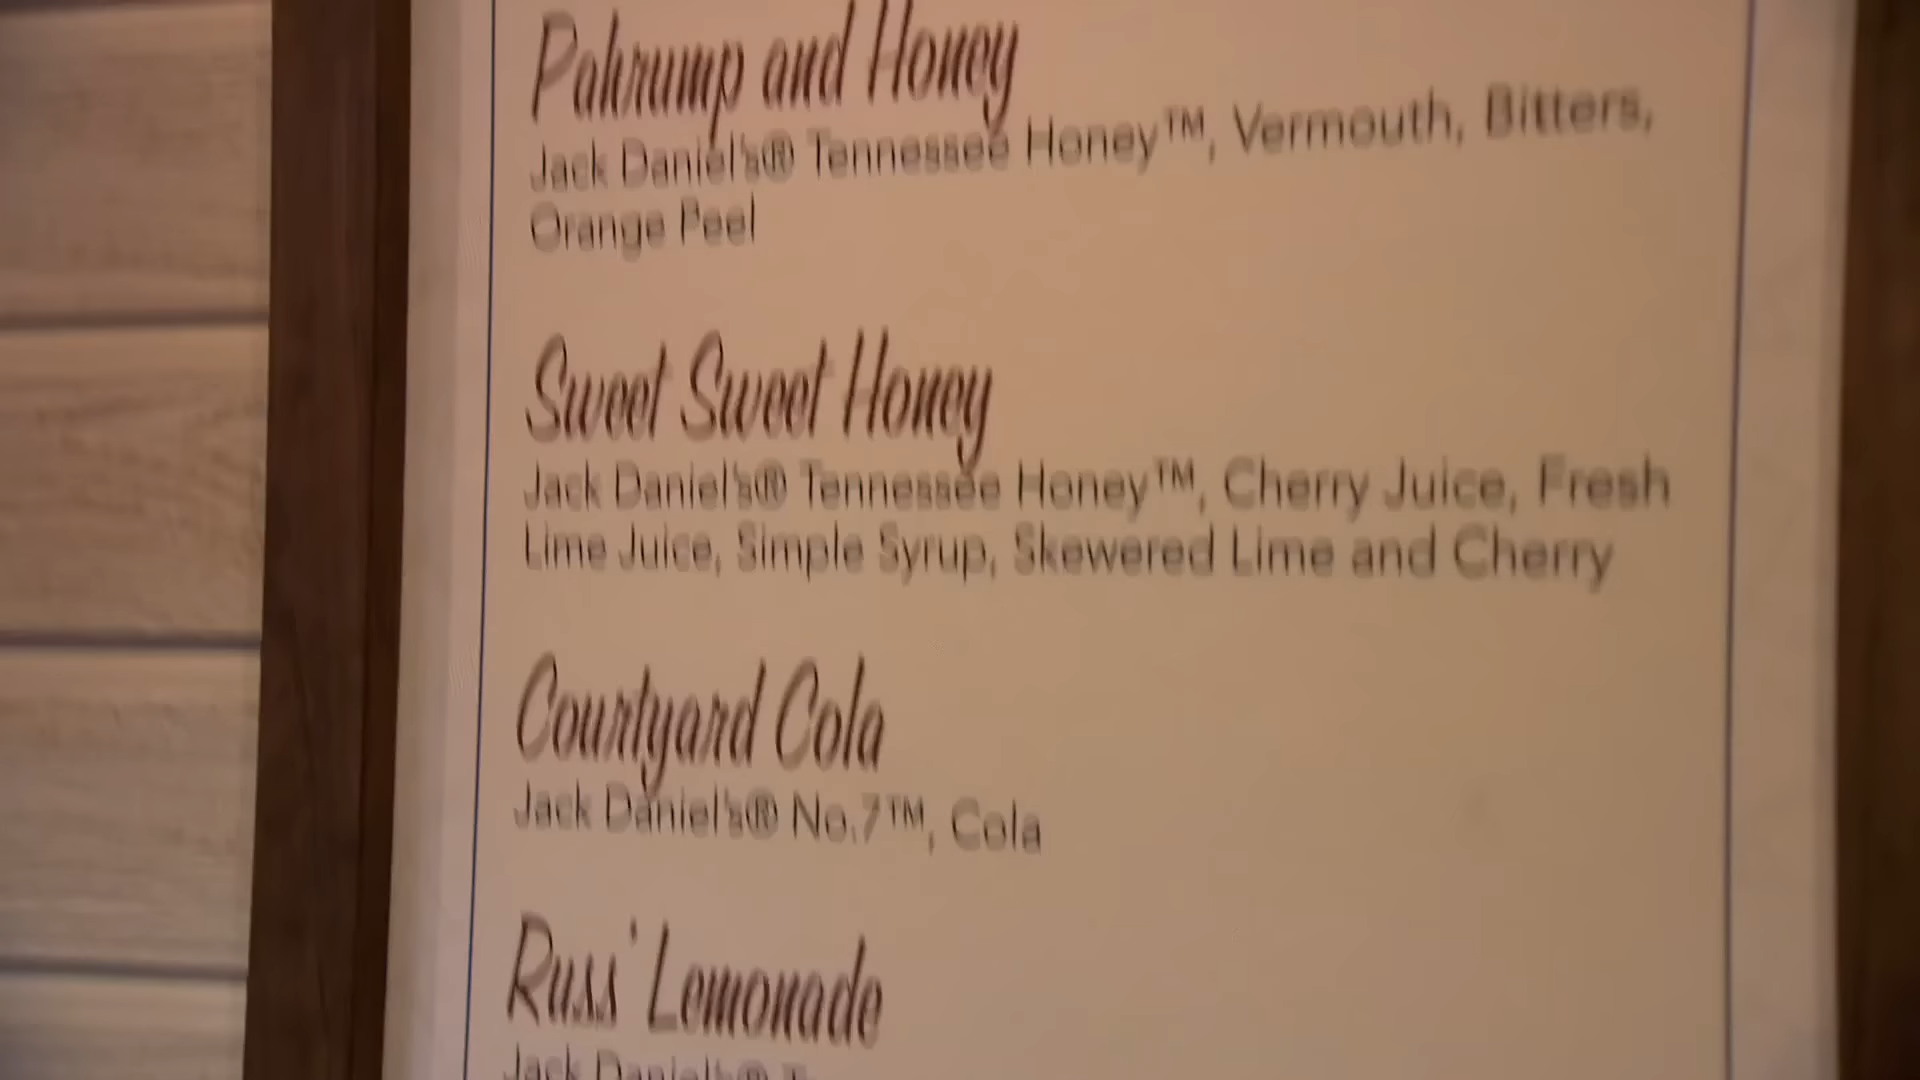 Pahrump and Honey
Jack Daniel's® Tennessee Honey™, Vermouth, Bitters,
Orange Peel
Sweet Sweet Honey
Jack Daniel's® Tennessee Honey™, Cherry Juice, Fresh
Lime Juice, Simple Syrup, Skewered Lime and Cherry
Courtyard Cola
Jack Daniel's® No.7™, Cola
Russ' Lemonade
Jack Daniel's®